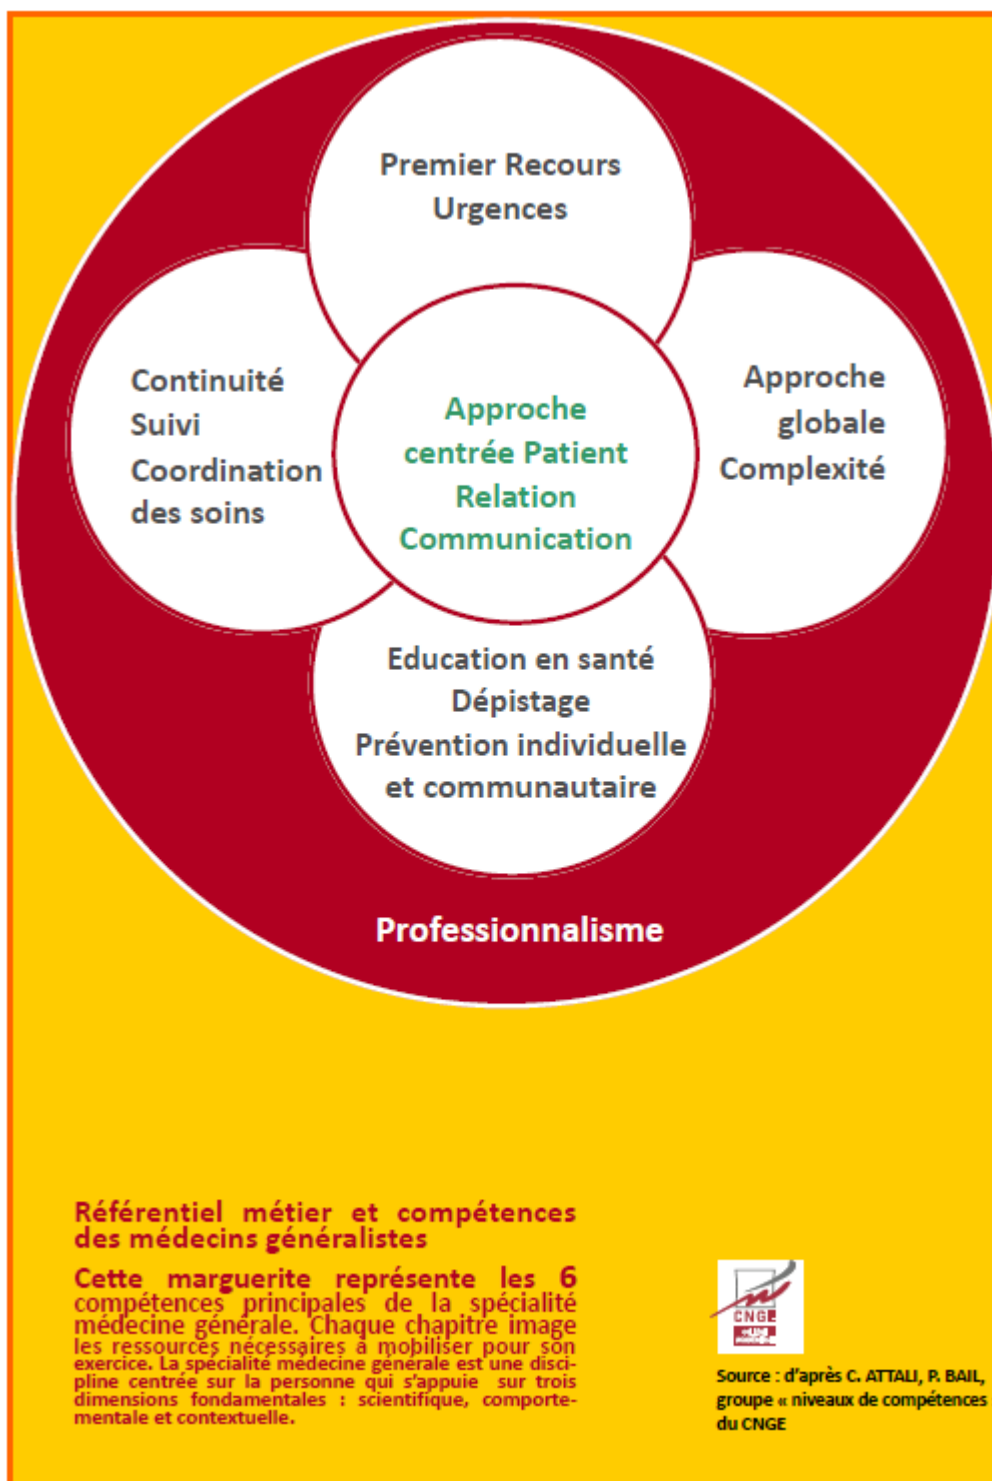 Premier Recours
Urgences
Continuité
Suivi
Coordination
des soins
Approche
centrée Patient
Relation
Communication
Approche
globale
Complexité
Education en santé
Dépistage
Prévention individuelle
et communautaire
Professionnalisme
Référentiel métier et compétences
des médecins généralistes
Cette marguerite représente les 6
compétences principales de la spécialité
médecine générale. Chaque chapitre image
les ressources nécessaires à mobiliser pour son
exercice. La spécialité médecine générale est une disci-
pline centrée sur la personne qui s'appuie sur trois
dimensions fondamentales : scientifique, comporte-
mentale et contextuelle.
CNGE
Source : d'après C. ATTALI, P. BAIL,
groupe « niveaux de compétences
du CNGE